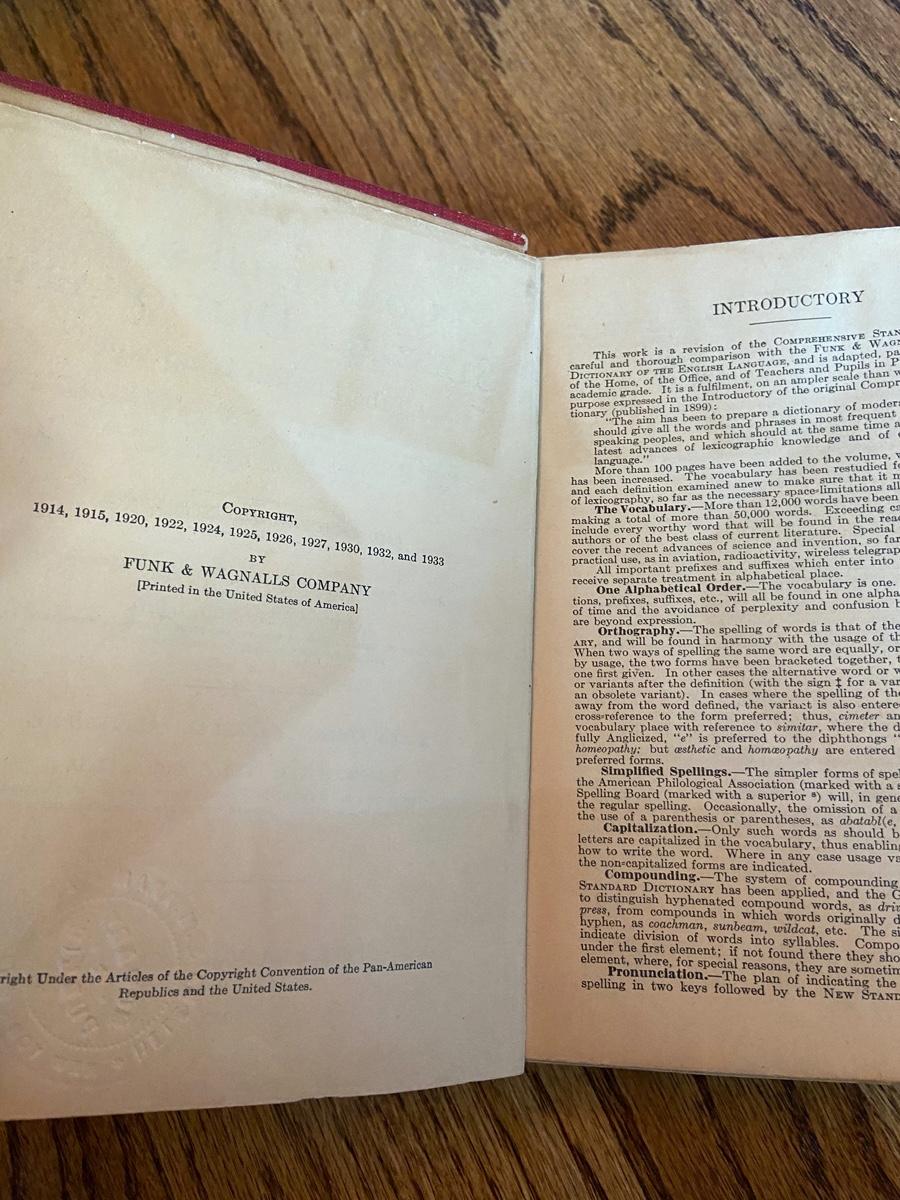 COPYRIGHT,
1914, 1915, 1920, 1922, 1924, 1925, 1926, 1927, 1930, 1932, and 1933
BY
FUNK & WAGNALLS COMPANY
[Printed in the United States of America]
Under the Articles of the Copyright Convention of the Pan-American
Republics and the United States.
INTRODUCTORY
This work is a revision of the COMPREHENSIVE
careful and thorough comparison with the FUNK &
DICTIONARY OF THE ENGLISH LANGUAGE, and is adapted,
of the Home, of the Office, and of Teachers and Pupils in
academic grade. It is a fulfilment, on an ampler scale than
purpose expressed in the Introductory of the original
tionary (published in 1899):
"The aim has been to prepare a dictionary of
should give all the words and phrases in most frequent
speaking peoples, and which should at the same time
latest advances of lexicographic knowledge and of
language."
More than 100 pages have been added to the volume,
has been increased. The vocabulary has been restudied
and each definition examined anew to make sure that it
of lexicography, so far as the necessary space=limitations
The Vocabulary.—More than 12,000 words have been
making a total of more than 50,000 words. Exceeding
include every worthy word that will be found in the
authors or of the best class of current literature. Special
cover the recent advances of science and invention, so far
practical use, as in aviation, radioactivity, wireless
All important prefixes and suffixes which enter into
receive separate treatment in alphabetical place.
One Alphabetical Order.—The vocabulary is one.
tions, prefixes, suffixes, etc., will all be found in one
of time and the avoidance of perplexity and confusion
are beyond expression.
Orthography.—The spelling of words is that of the
ARY, and will be found in harmony with the usage of
When two ways of spelling the same word are equally, or
by usage, the two forms have been bracketed together,
one first given. In other cases the alternative word or
or variants after the definition (with the sign ‡ for a
an obsolete variant). In cases where the spelling of the
away from the word defined, the variant is also
cross=reference to the form preferred; thus, cimeter
vocabulary place with reference to simitar, where the
fully Anglicized, "e" is preferred to the diphthongs
homeopathy; but æsthetic and homœopathy are entered
preferred forms.
Simplified Spellings.—The simpler forms of
the American Philological Association (marked with a
Spelling Board (marked with a superior s) will, in
the regular spelling. Occasionally, the omission of a
the use of a parenthesis or parentheses, as abatabl(e,
Capitalization.—Only such words as should
letters are capitalized in the vocabulary, thus
how to write the word. Where in any case usage
the non=capitalized forms are indicated.
Compounding.—The system of compounding
STANDARD DICTIONARY has been applied, and the
to distinguish hyphenated compound words, as
press, from compounds in which words originally
hyphen, as coachman, sunbeam, wildcat, etc. The
indicate division of words into syllables.
under the first element; if not found there they
element, where, for special reasons, they are
Pronunciation.—The plan of indicating the
spelling in two keys followed by the NEW